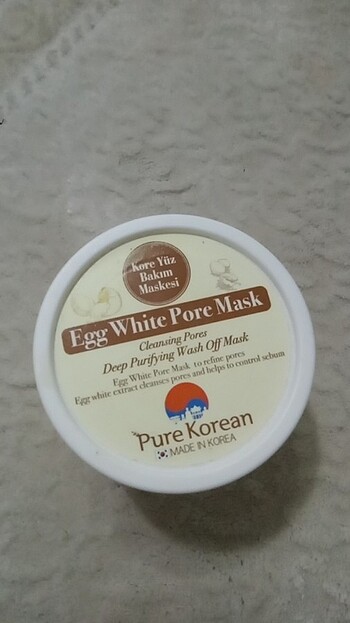 Kore Yüz
Bakım
Maskesi
Egg White Pore Mask
Cleansing Pores
Deep Purifying Wash Off Mask
Egg White Pore Mask to refine pores
Egg white extract cleanses pores and helps to control sebum
Pure Korean
MADE IN KOREA